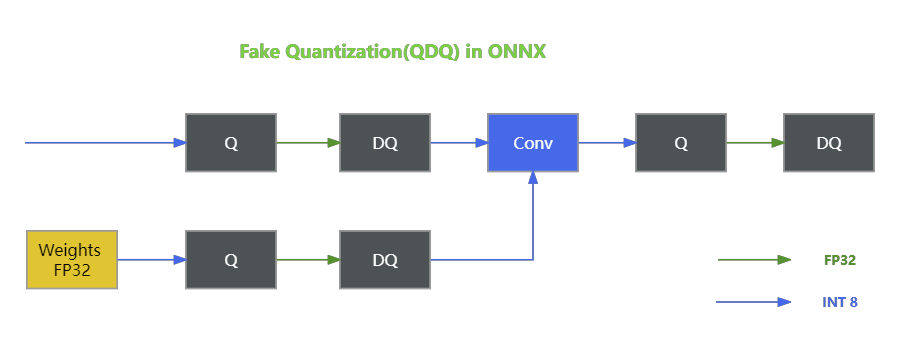 Fake Quantization(QDQ) in ONNX
Q
DQ
Conv
Q
DQ
Weights
FP32
Q
DQ
FP32
INT 8